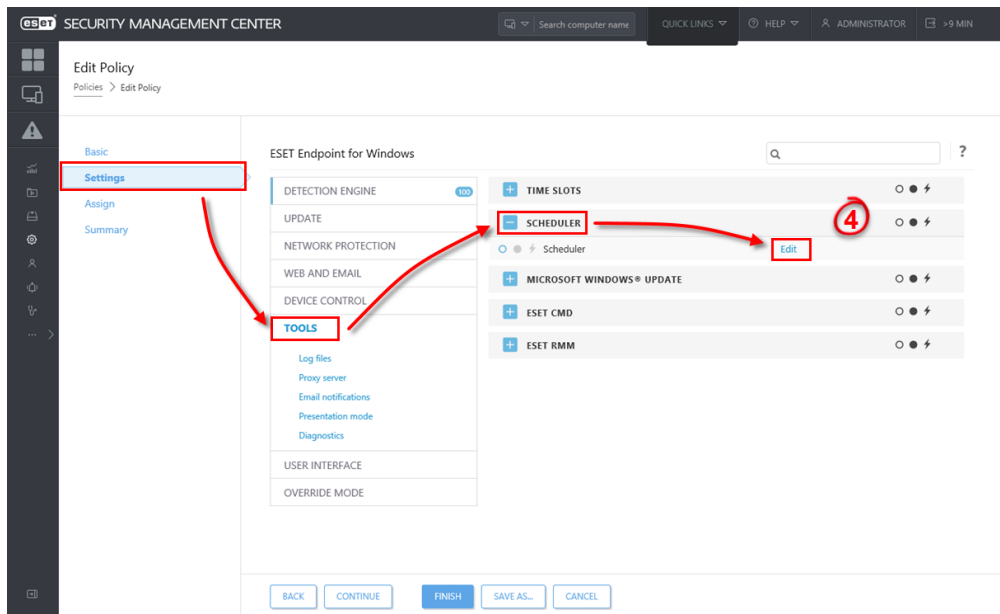 eset SECURITY MANAGEMENT CENTER
Search computer name
QUICK LINKS
HELP
ADMINISTRATOR
>9 MIN
Edit Policy
Policies > Edit Policy
Basic
Settings
Assign
Summary
ESET Endpoint for Windows
?
DETECTION ENGINE 100
UPDATE
NETWORK PROTECTION
WEB AND EMAIL
DEVICE CONTROL
TOOLS
Log files
Proxy server
Email notifications
Presentation mode
Diagnostics
USER INTERFACE
OVERRIDE MODE
TIME SLOTS
SCHEDULER
4
Scheduler Edit
MICROSOFT WINDOWS® UPDATE
ESET CMD
ESET RMM
BACK CONTINUE FINISH SAVE AS... CANCEL